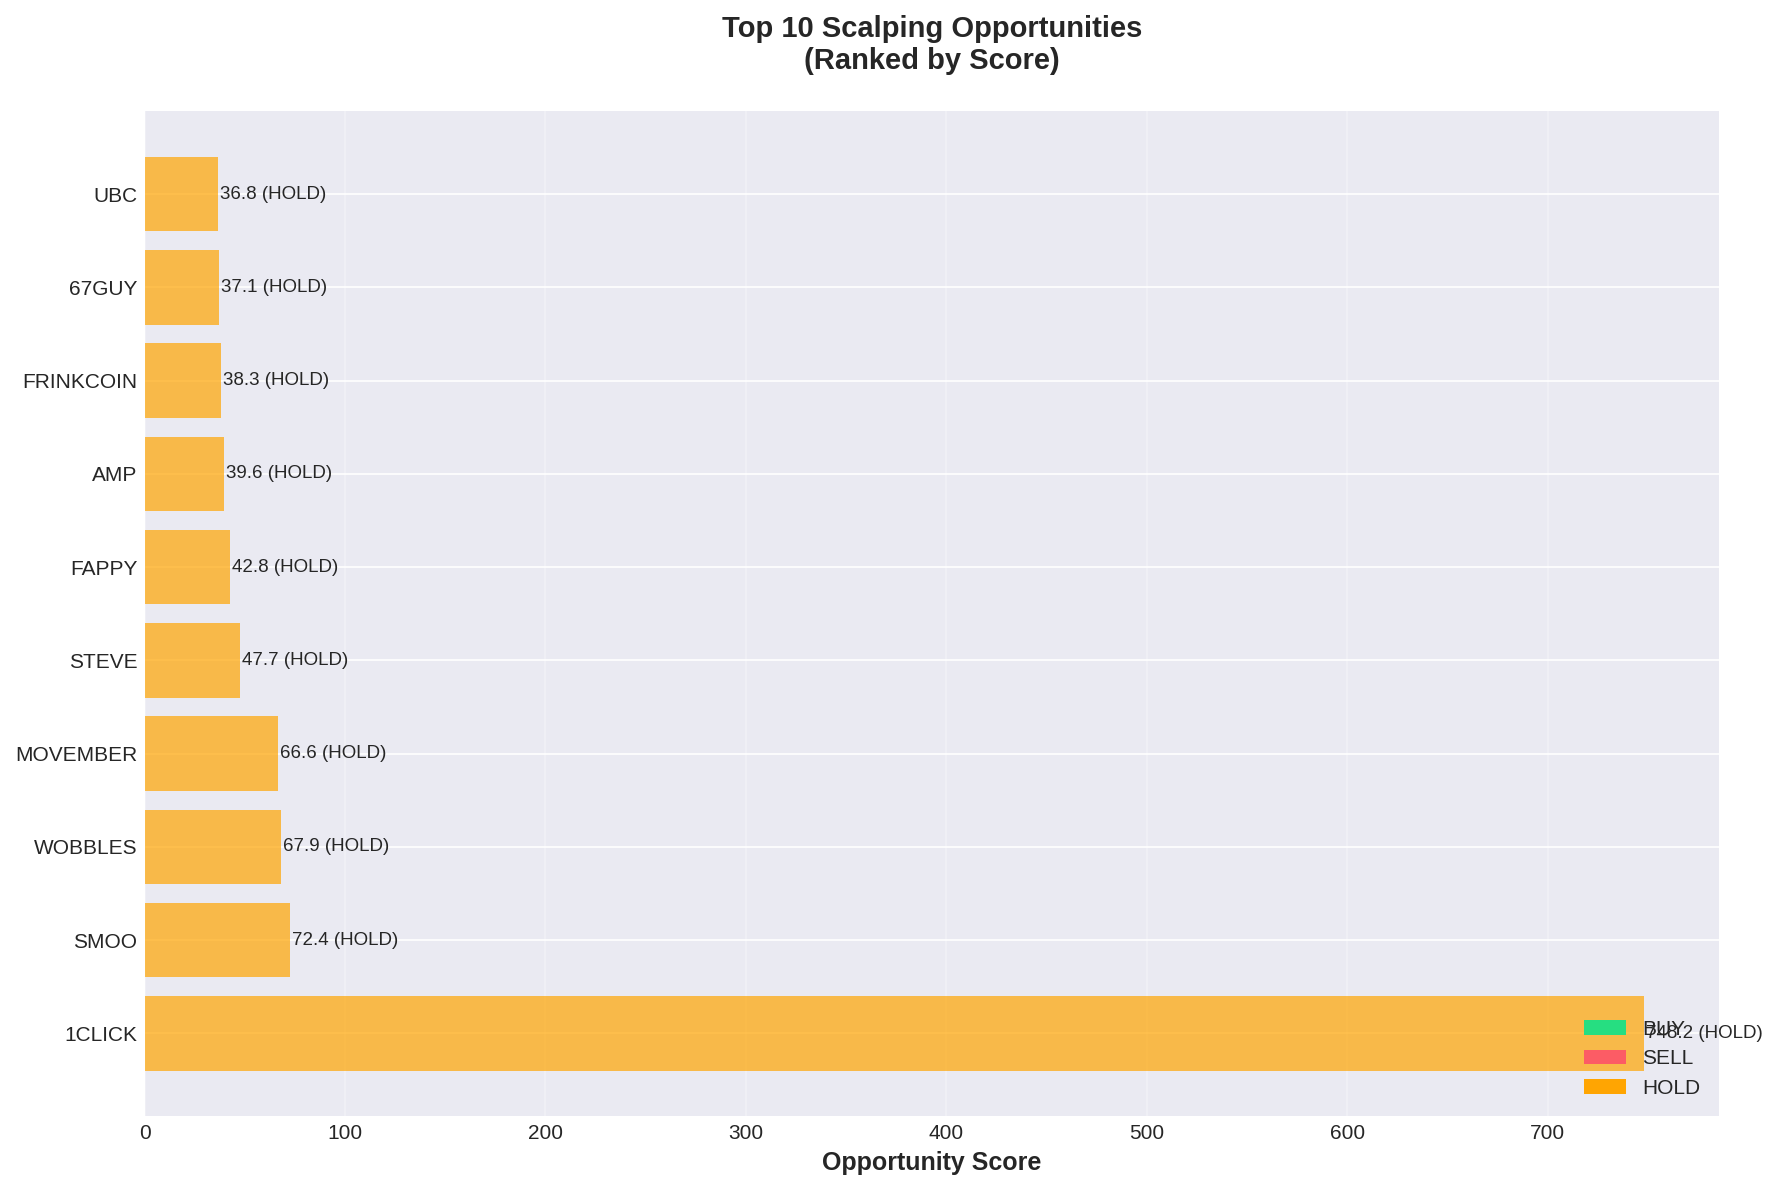 Top 10 Scalping Opportunities
(Ranked by Score)
UBC
36.8 (HOLD)
67GUY
37.1 (HOLD)
FRINKCOIN
38.3 (HOLD)
AMP
39.6 (HOLD)
FAPPY
42.8 (HOLD)
STEVE
47.7 (HOLD)
MOVEMBER
66.6 (HOLD)
WOBBLES
67.9 (HOLD)
SMOO
72.4 (HOLD)
1CLICK
748.2 (HOLD)
BUY
SELL
HOLD
0 100 200 300 400 500 600 700
Opportunity Score